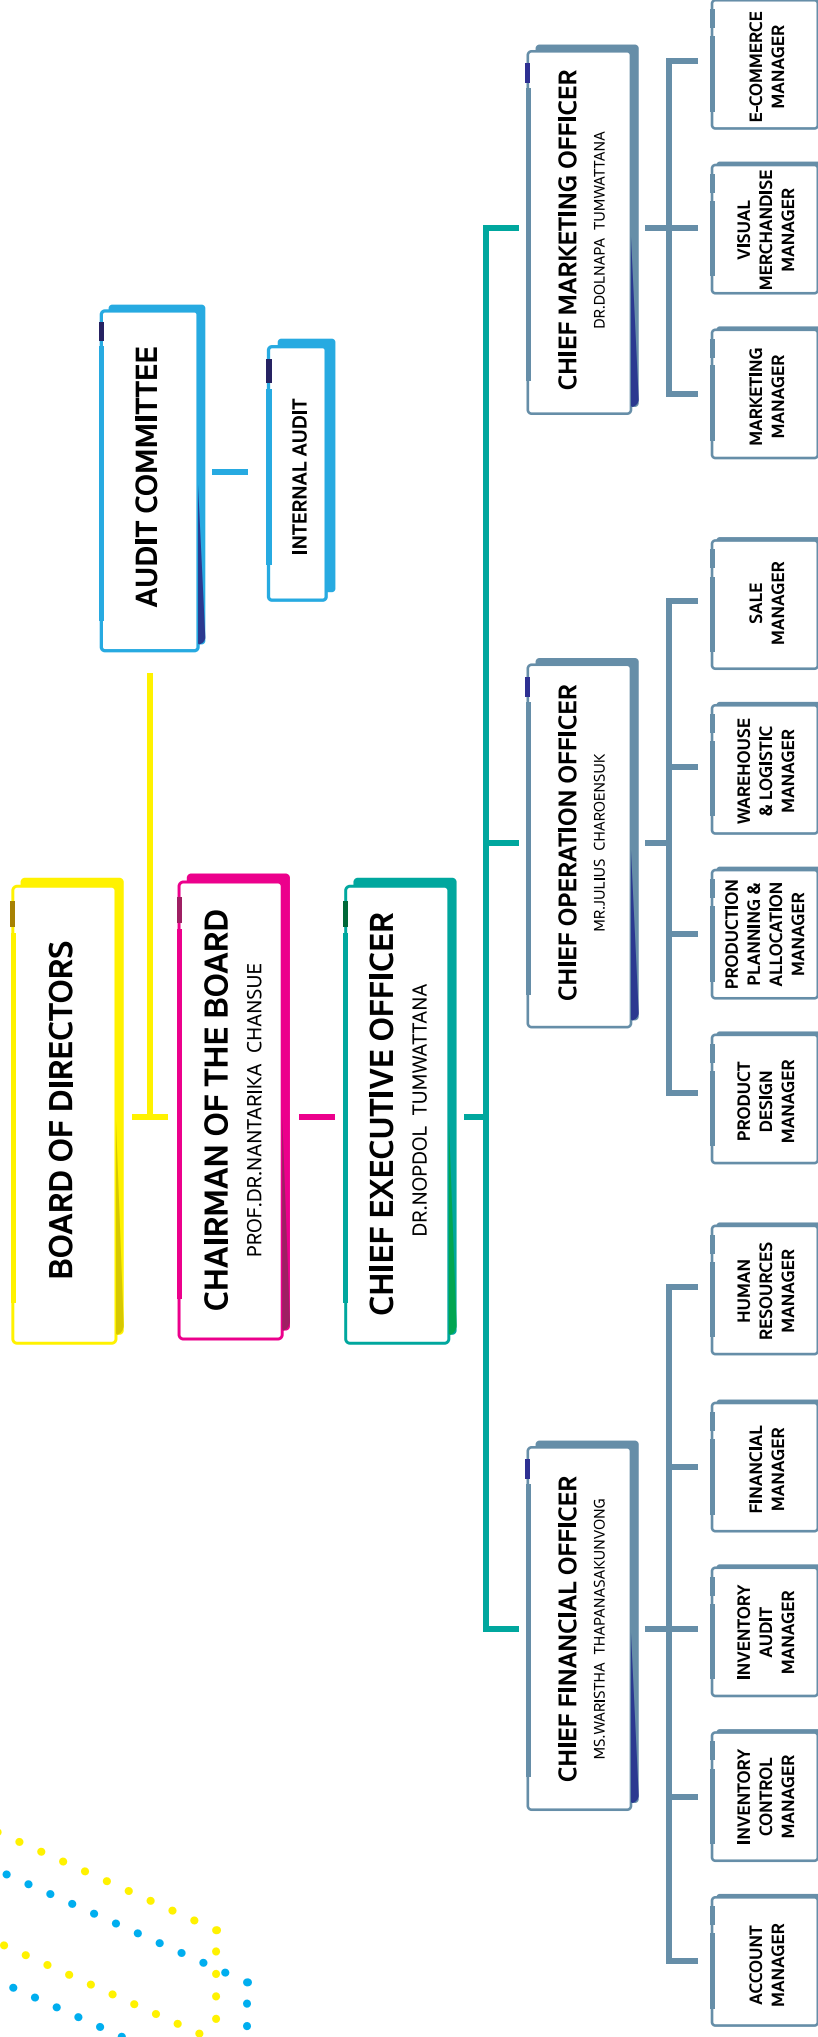 BOARD OF DIRECTORS
AUDIT COMMITTEE
CHAIRMAN OF THE BOARD
PROF.DR.NANTARIKA CHANSUE
INTERNAL AUDIT
CHIEF EXECUTIVE OFFICER
DR.NOPDOL TUMWATTANA
CHIEF FINANCIAL OFFICER
MS.WARISTHA THAPANASAKUNVONG
CHIEF OPERATION OFFICER
MR.JULIUS CHAROENSUK
CHIEF MARKETING OFFICER
DR.DOLNAPA TUMWATTANA
ACCOUNT
MANAGER
INVENTORY
CONTROL
MANAGER
INVENTORY
AUDIT
MANAGER
FINANCIAL
MANAGER
HUMAN
RESOURCES
MANAGER
PRODUCT
DESIGN
MANAGER
PRODUCTION
PLANNING &
ALLOCATION
MANAGER
WAREHOUSE
& LOGISTIC
MANAGER
SALE
MANAGER
MARKETING
MANAGER
VISUAL
MERCHANDISE
MANAGER
E-COMMERCE
MANAGER